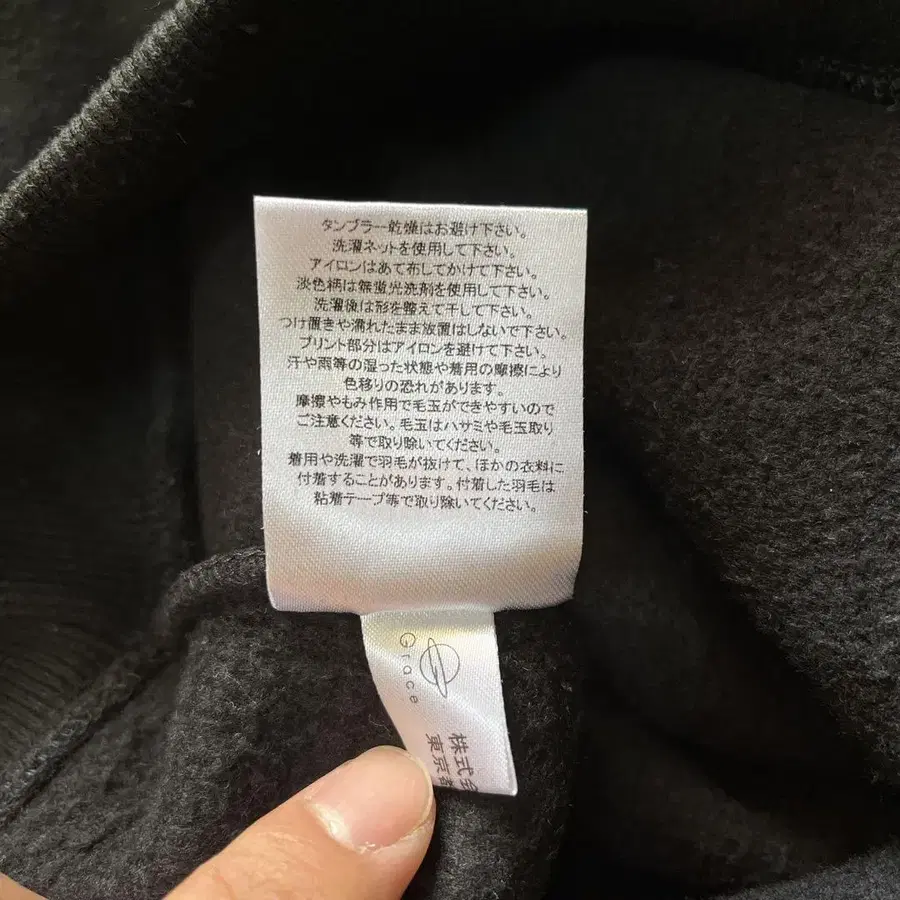 タンブラー乾燥はお避け下さい。
洗濯ネットを使用して下さい。
アイロンはあて布してかけて下さい。
淡色柄は無蛍光洗剤を使用して下さい。
洗濯後は形を整えて干して下さい。
つけ置きや濡れたまま放置はしないで下さい。
プリント部分はアイロンを避けて下さい。
汗や雨等の湿った状態や着用の摩擦により
色移りの恐れがあります。
摩擦やもみ作用で毛玉ができやすいので
ご注意ください。毛玉はハサミや毛玉取り
等で取り除いてください。
着用や洗濯で羽毛が抜けて、ほかの衣料に
付着することがあります。付着した羽毛は
粘着テープ等で取り除いてください。
Grace
株式会
東京都